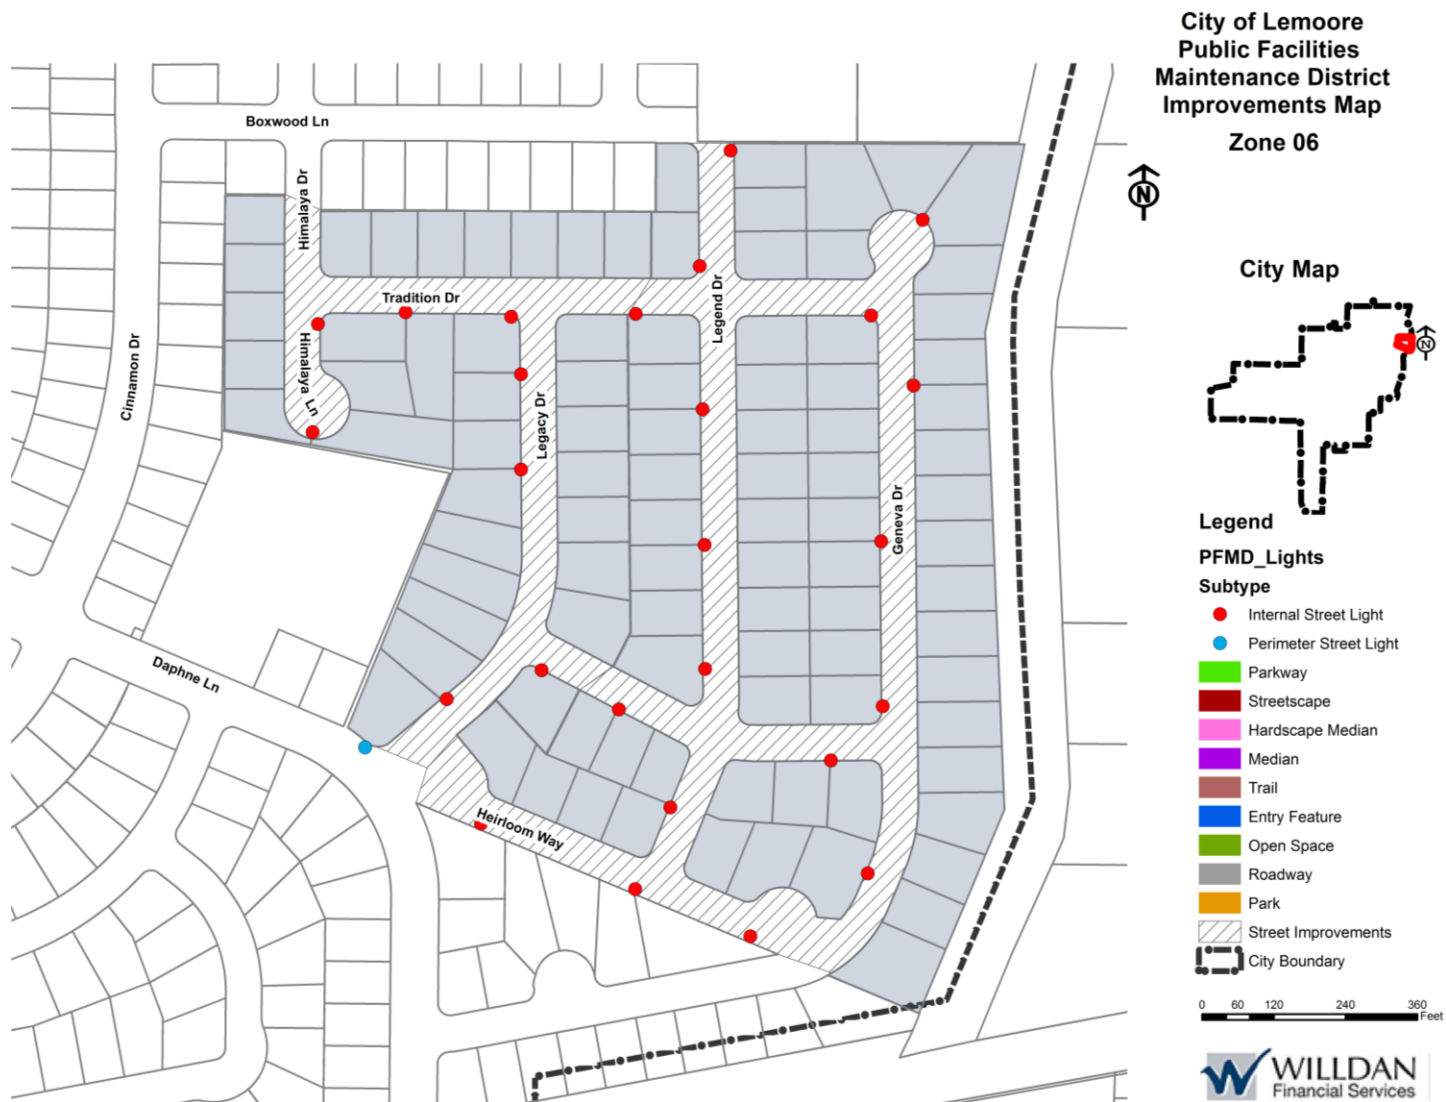 City of Lemoore
Public Facilities
Maintenance District
Improvements Map
Zone 06
N
Boxwood Ln
Himalaya Dr
Tradition Dr
Legend Dr
Himalaya Ln
Cinnamon Dr
Legacy Dr
Geneva Dr
Daphne Ln
Heirloom Way
City Map
N
Legend
PFMD_Lights
Subtype
Internal Street Light
Perimeter Street Light
Parkway
Streetscape
Hardscape Median
Median
Trail
Entry Feature
Open Space
Roadway
Park
Street Improvements
City Boundary
0 60 120 240 360
Feet
W WILLDAN
Financial Services